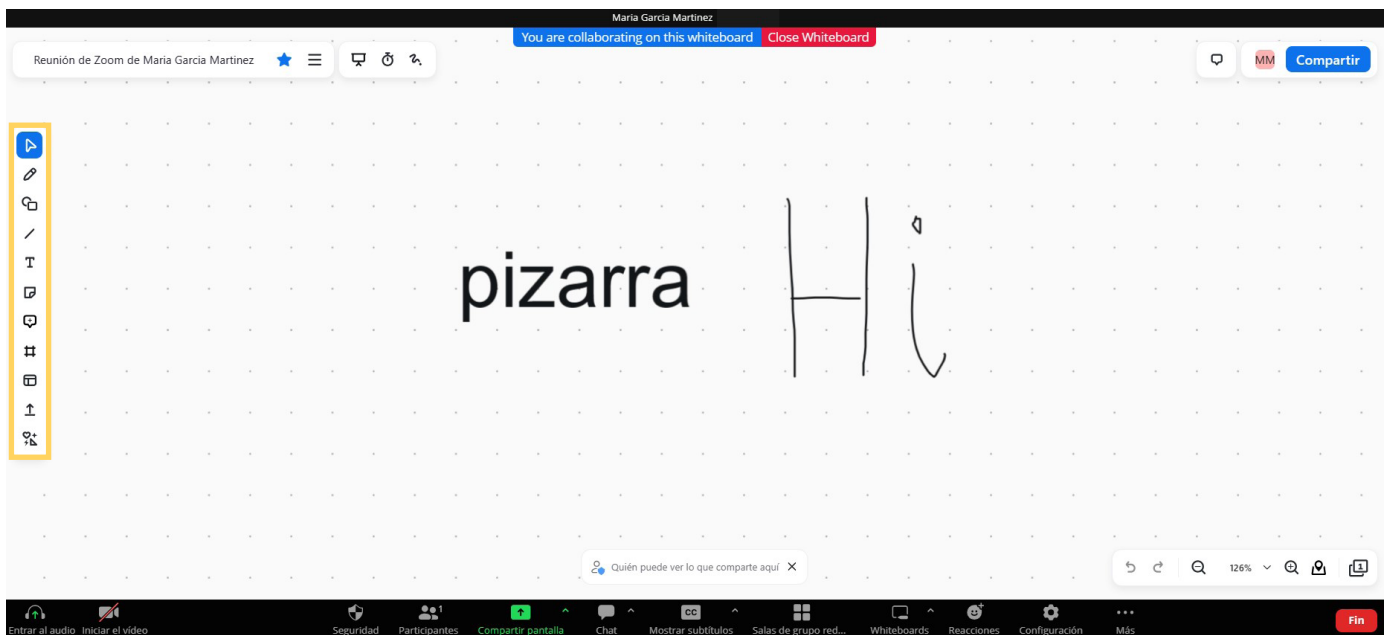 Maria Garcia Martinez
You are collaborating on this whiteboard Close Whiteboard
Reunión de Zoom de Maria Garcia Martinez
MM Compartir
T
pizarra Hi
Quién puede ver lo que comparte aquí
126%
1
1
CC
Entrar al audio Iniciar el vídeo Seguridad Participantes Compartir pantalla Chat Mostrar subtítulos Salas de grupo red... Whiteboards Reacciones Configuración Más Fin